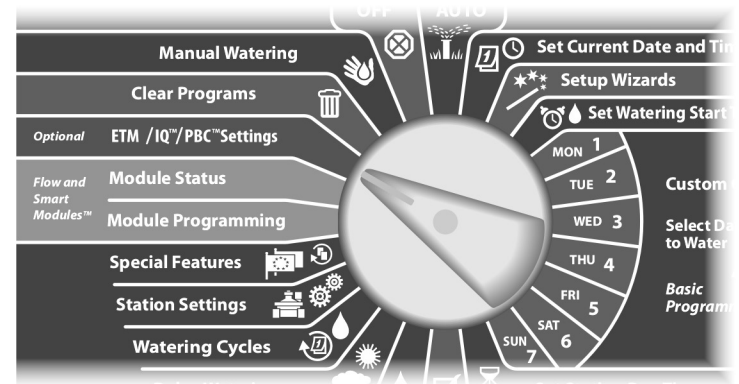 OFF AUTO
Manual Watering
Set Current Date and Tim
Clear Programs
Setup Wizards
Optional ETM /IQ™/PBC™Settings
Set Watering Start
MON 1
Flow and
Smart
Modules™
Module Status
TUE 2
Custom
Module Programming
WED 3
Select Da
to Water
Special Features
THU 4
Basic
Program
Station Settings
FRI 5
SAT 6
Watering Cycles
SUN 7